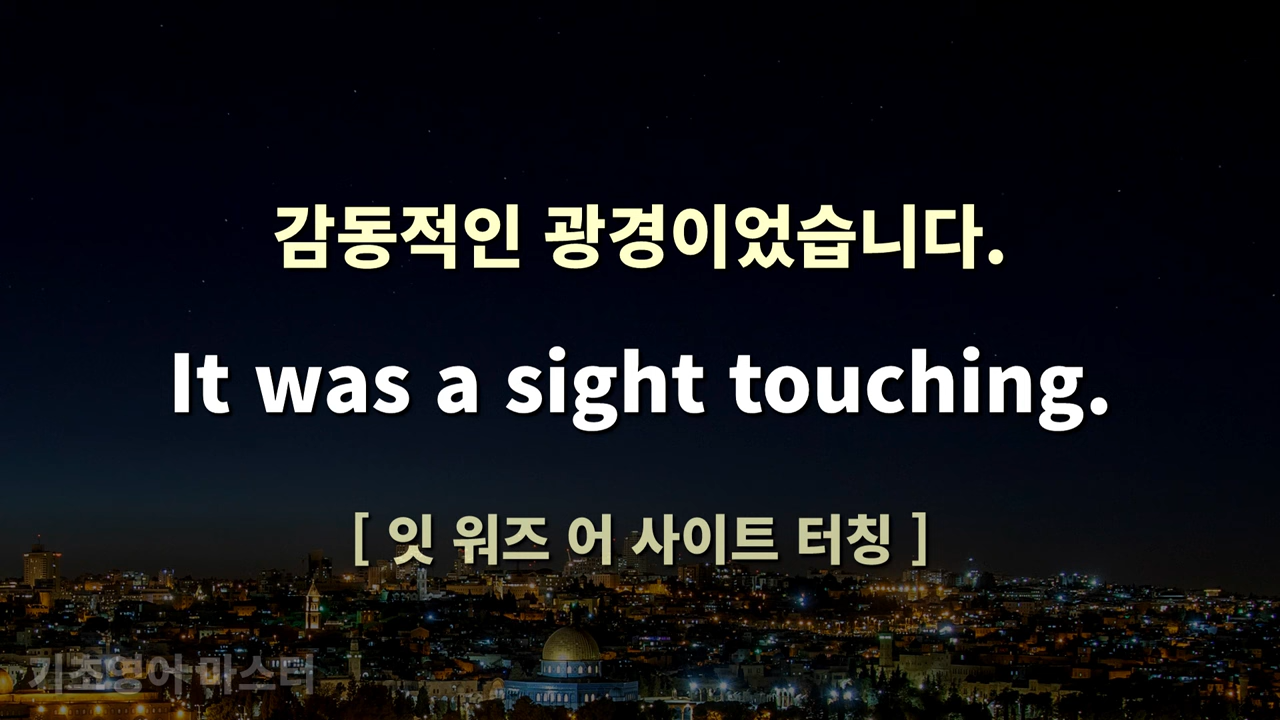 감동적인 광경이었습니다.
It was a sight touching.
[ 잇 워즈 어 사이트 터칭 ]
기초영어 마스터